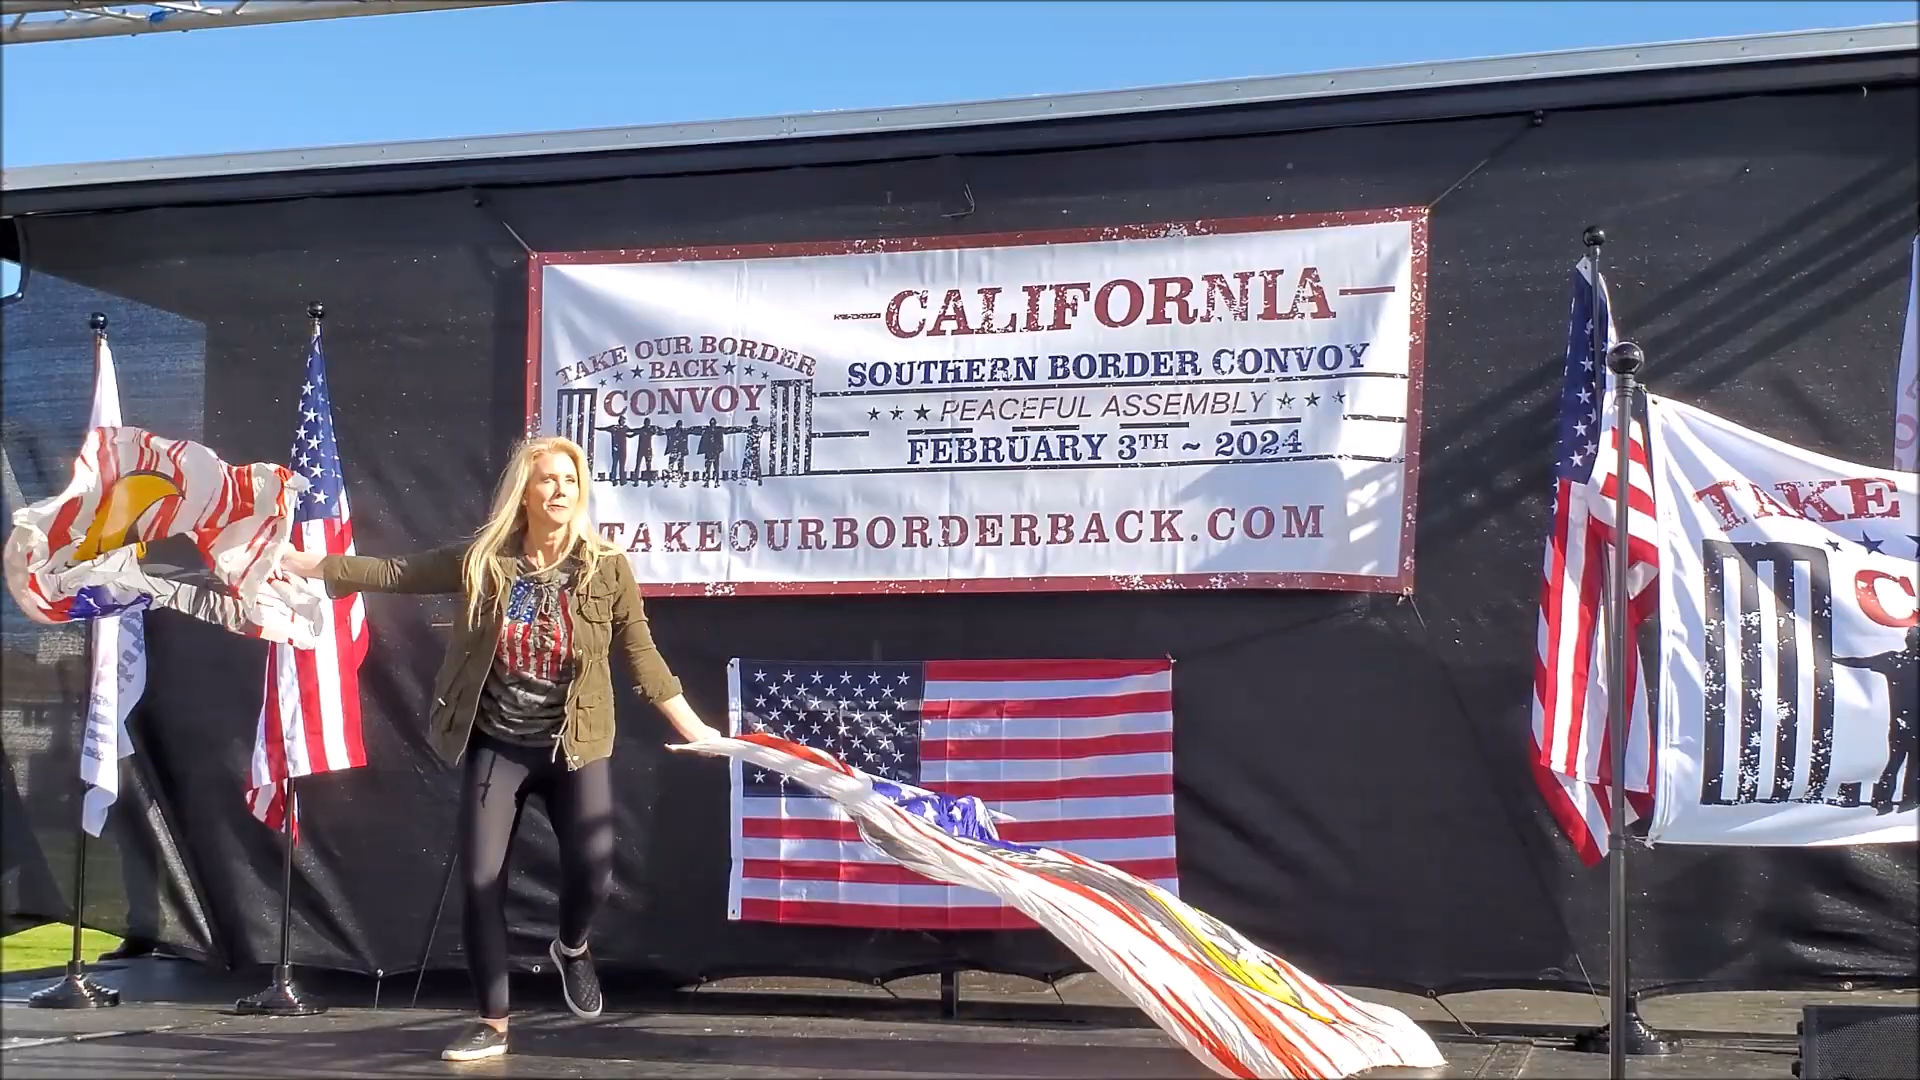 CALIFORNIA
TAKE OUR BORDER
BACK
CONVOY
SOUTHERN BORDER CONVOY
PEACEFUL ASSEMBLY
FEBRUARY 3TH ~ 2024
TAKEOURBORDERBACK.COM
TAKE
C